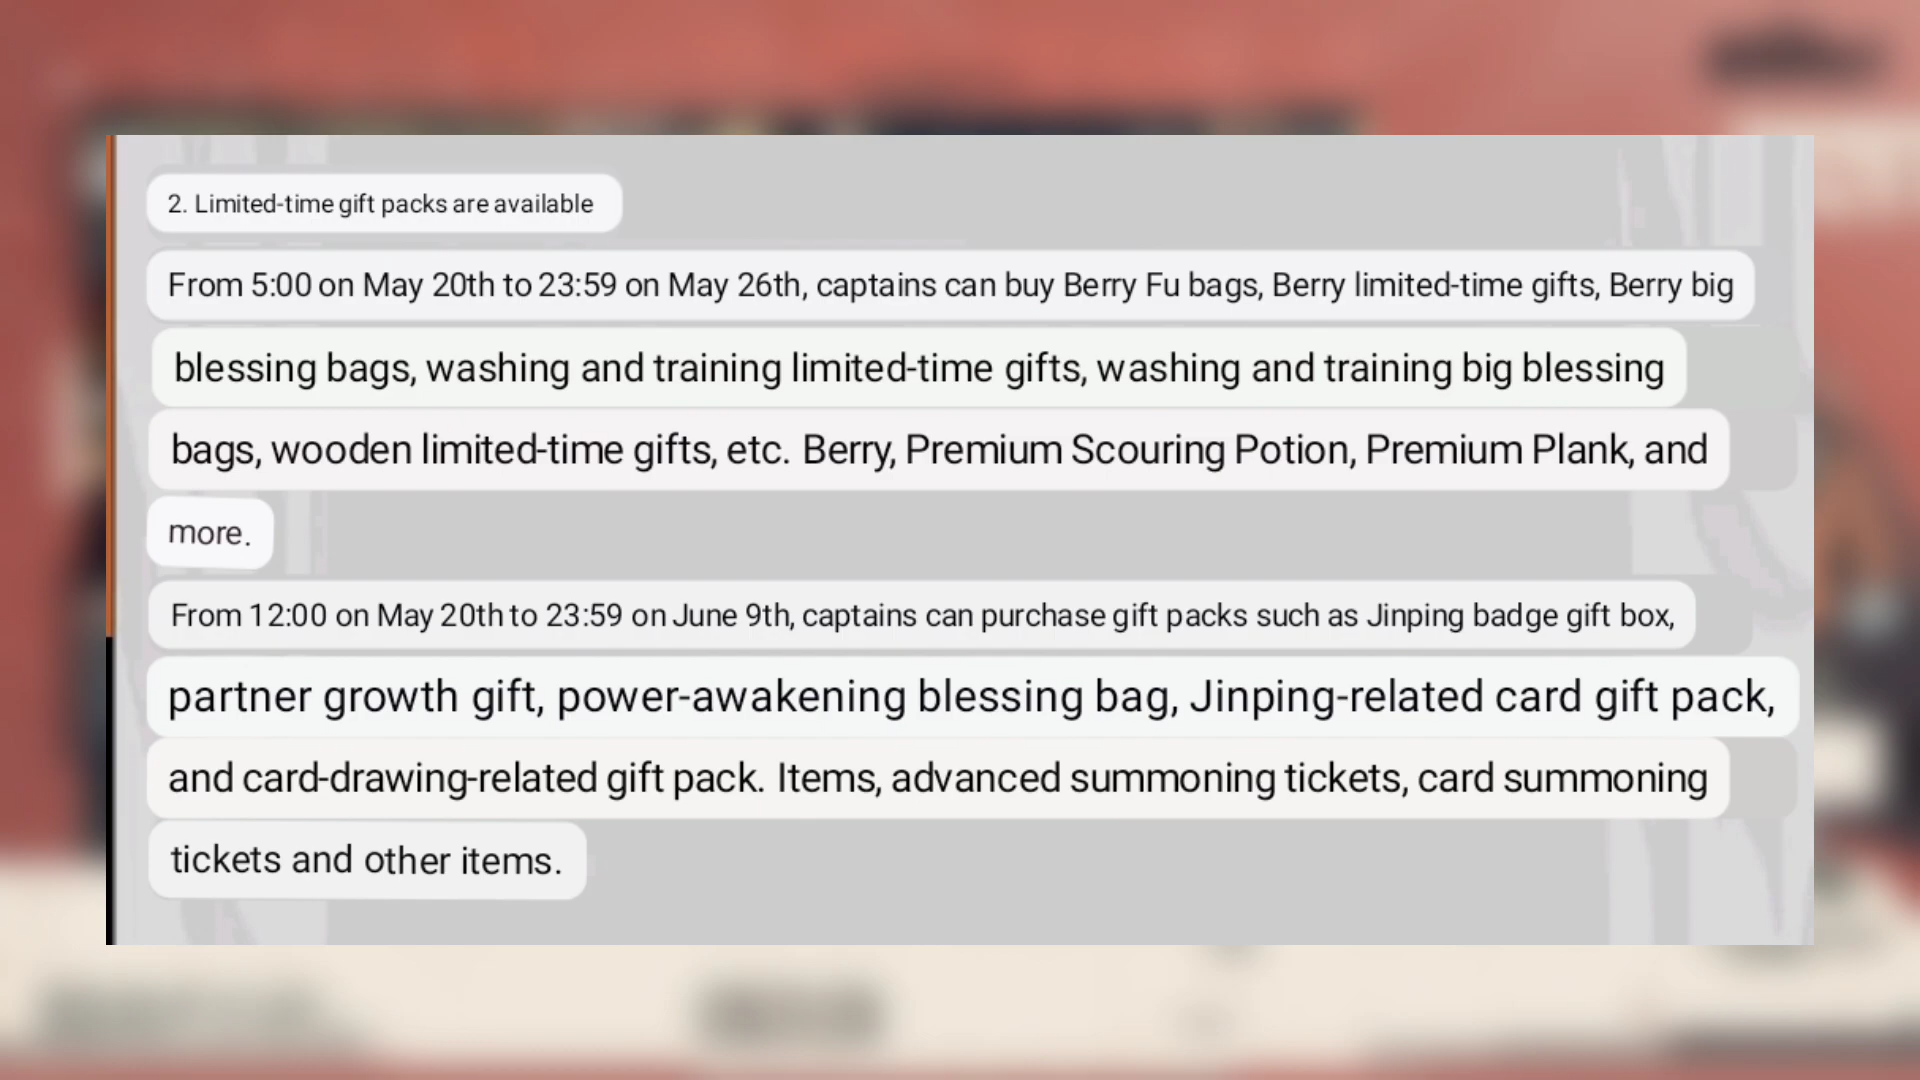 2. Limited-time gift packs are available
From 5:00 on May 20th to 23:59 on May 26th, captains can buy Berry Fu bags, Berry limited-time gifts, Berry big
blessing bags, washing and training limited-time gifts, washing and training big blessing
bags, wooden limited-time gifts, etc. Berry, Premium Scouring Potion, Premium Plank, and
more.
From 12:00 on May 20th to 23:59 on June 9th, captains can purchase gift packs such as Jinping badge gift box,
partner growth gift, power-awakening blessing bag, Jinping-related card gift pack,
and card-drawing-related gift pack. Items, advanced summoning tickets, card summoning
tickets and other items.